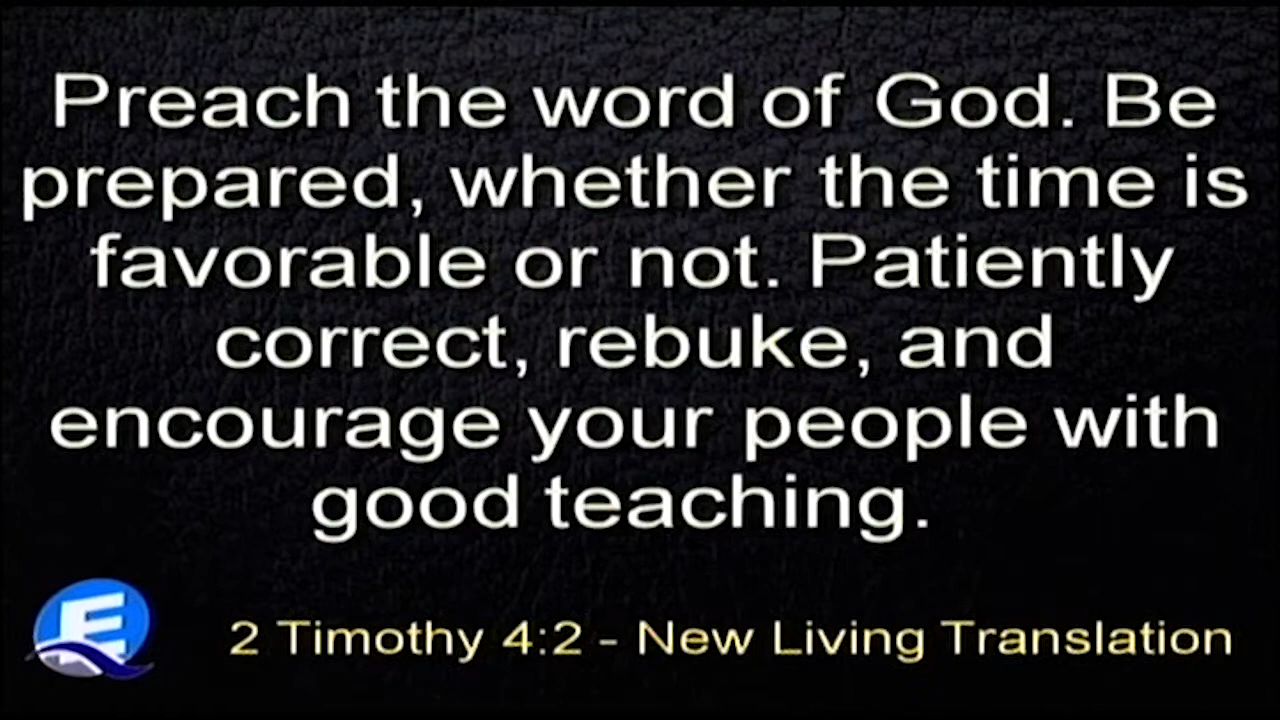 Preach the word of God. Be
prepared, whether the time is
favorable or not. Patiently
correct, rebuke, and
encourage your people with
good teaching.
E
2 Timothy 4:2 - New Living Translation